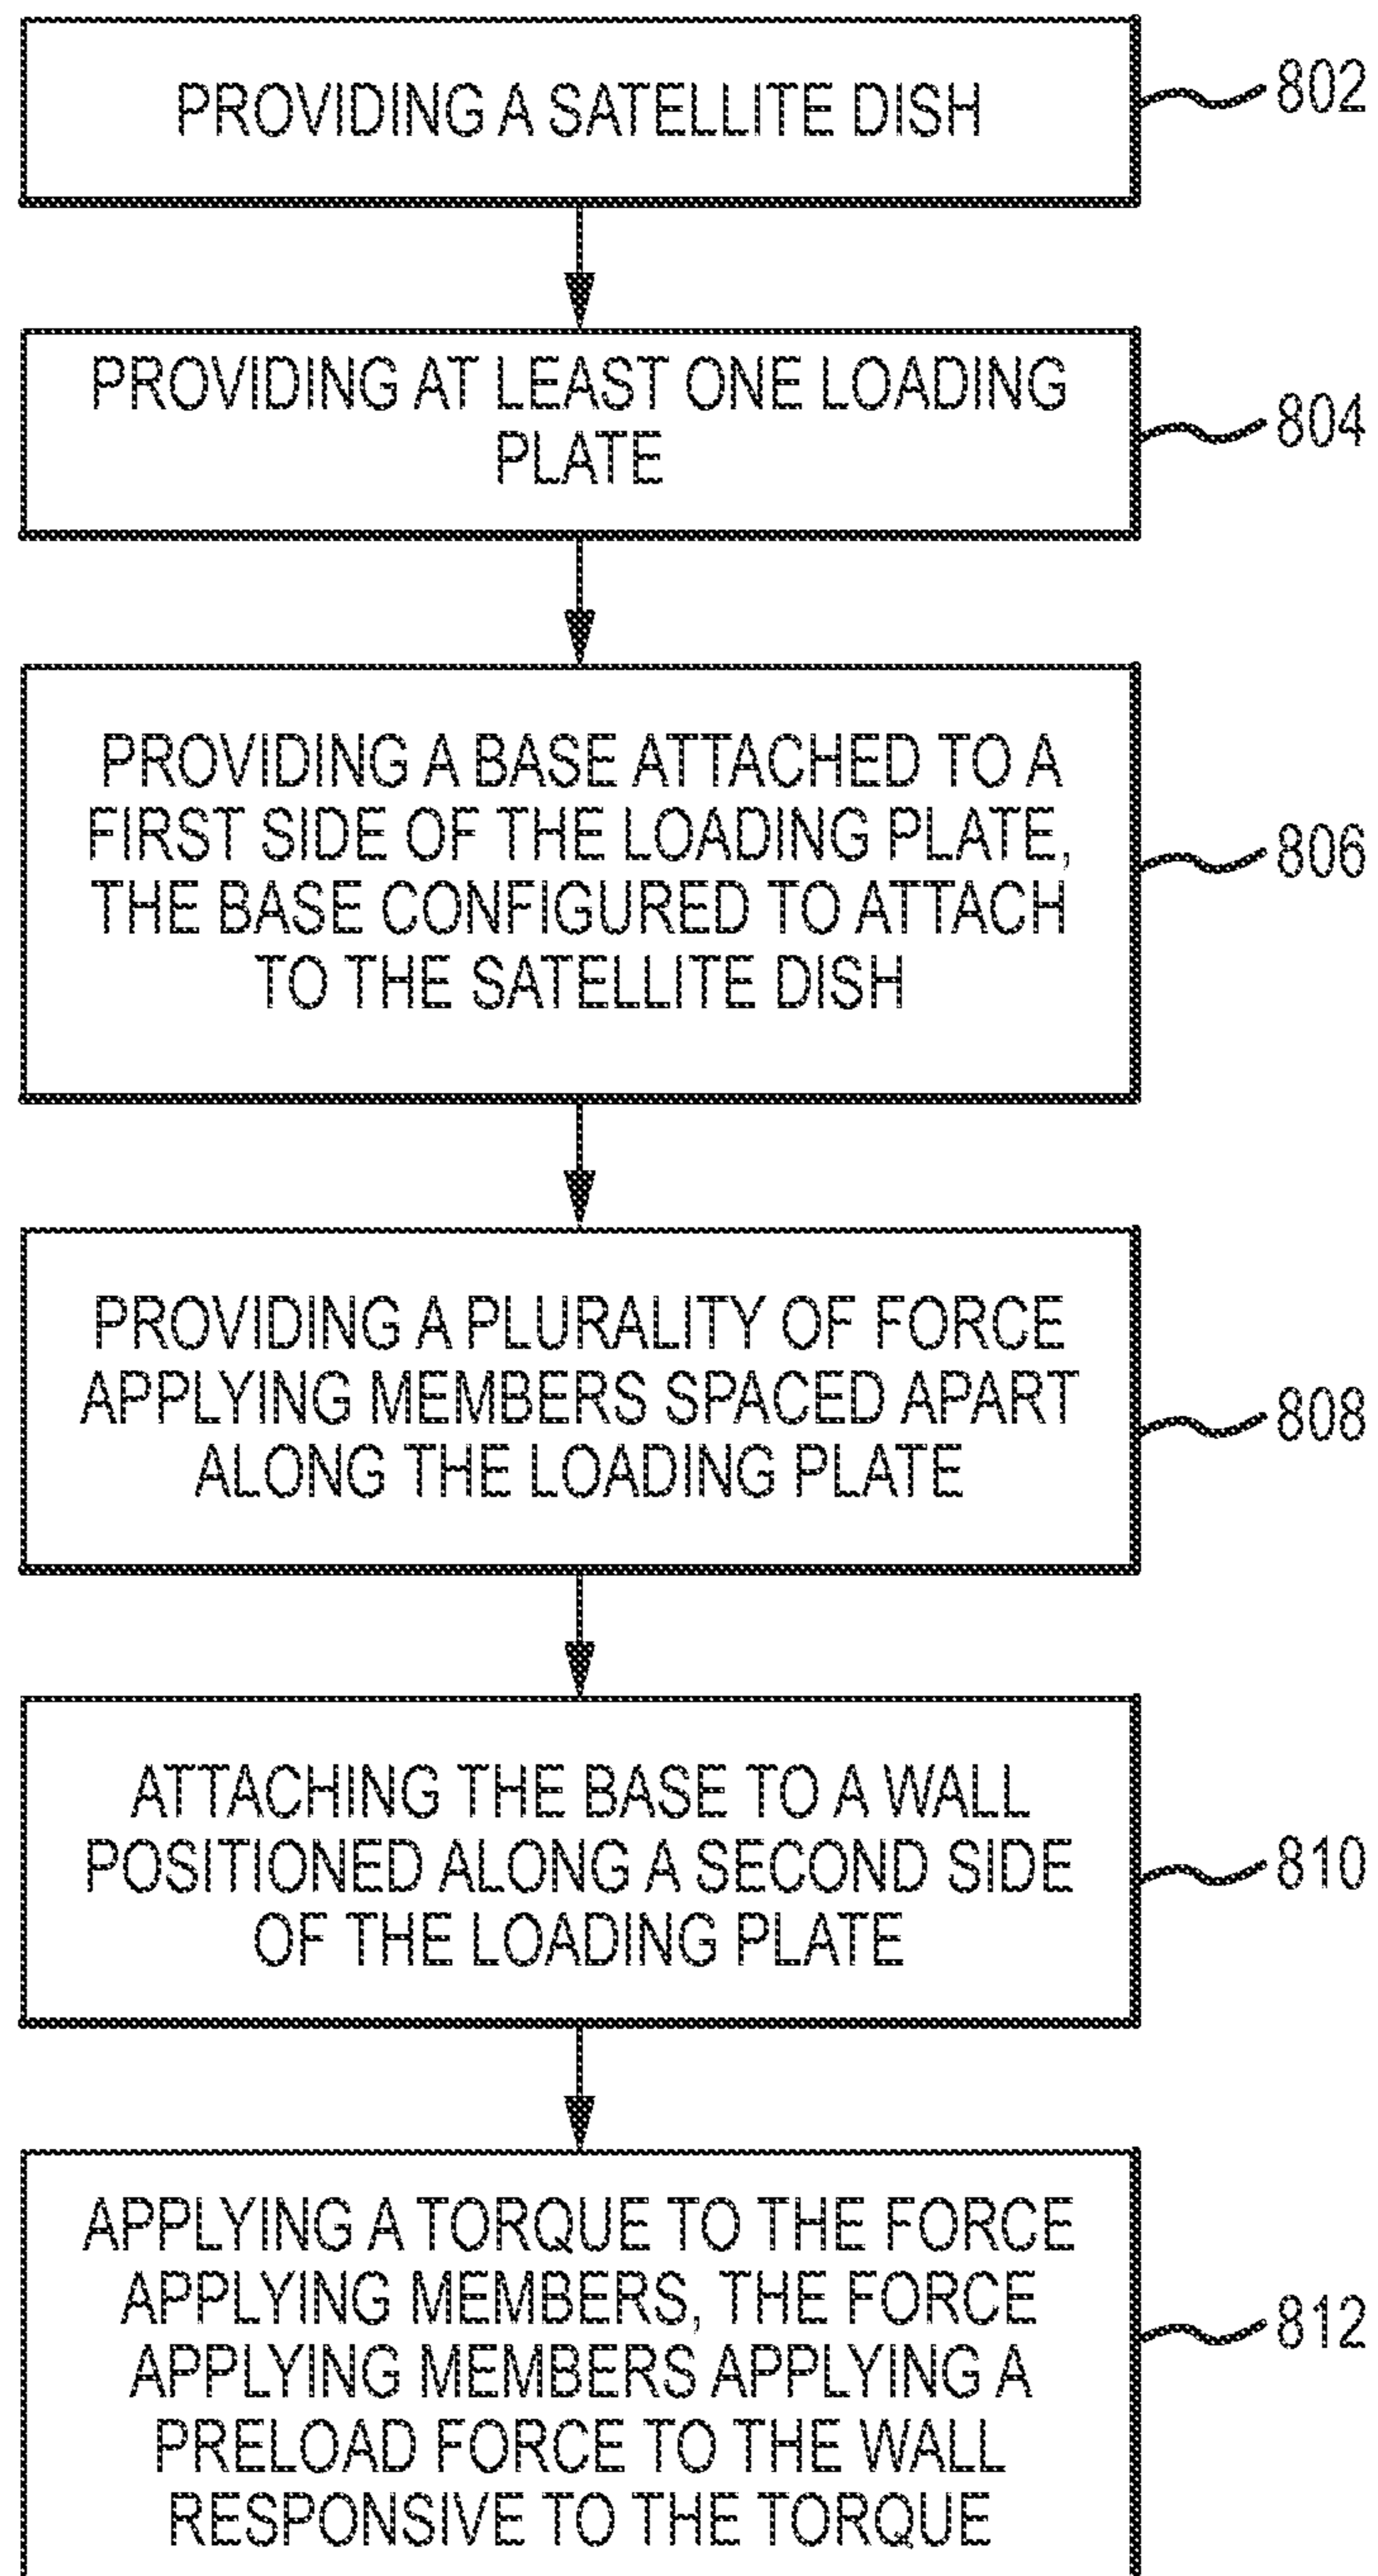 PROVIDING A SATELLITE DISH
802
PROVIDING AT LEAST ONE LOADING
PLATE
804
PROVIDING A BASE ATTACHED TO A
FIRST SIDE OF THE LOADING PLATE,
THE BASE CONFIGURED TO ATTACH
TO THE SATELLITE DISH
806
PROVIDING A PLURALITY OF FORCE
APPLYING MEMBERS SPACED APART
ALONG THE LOADING PLATE
808
ATTACHING THE BASE TO A WALL
POSITIONED ALONG A SECOND SIDE
OF THE LOADING PLATE
810
APPLYING A TORQUE TO THE FORCE
APPLYING MEMBERS, THE FORCE
APPLYING MEMBERS APPLYING A
PRELOAD FORCE TO THE WALL
RESPONSIVE TO THE TORQUE
812